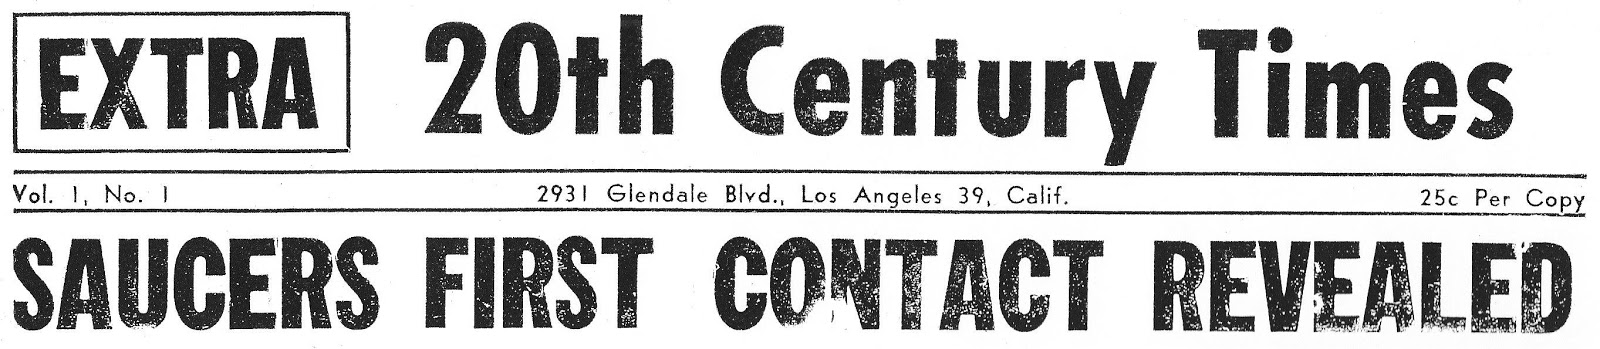 EXTRA 20th Century Times
Vol. 1, No. 1 2931 Glendale Blvd., Los Angeles 39, Calif. 25c Per Copy
SAUCERS FIRST CONTACT REVEALED